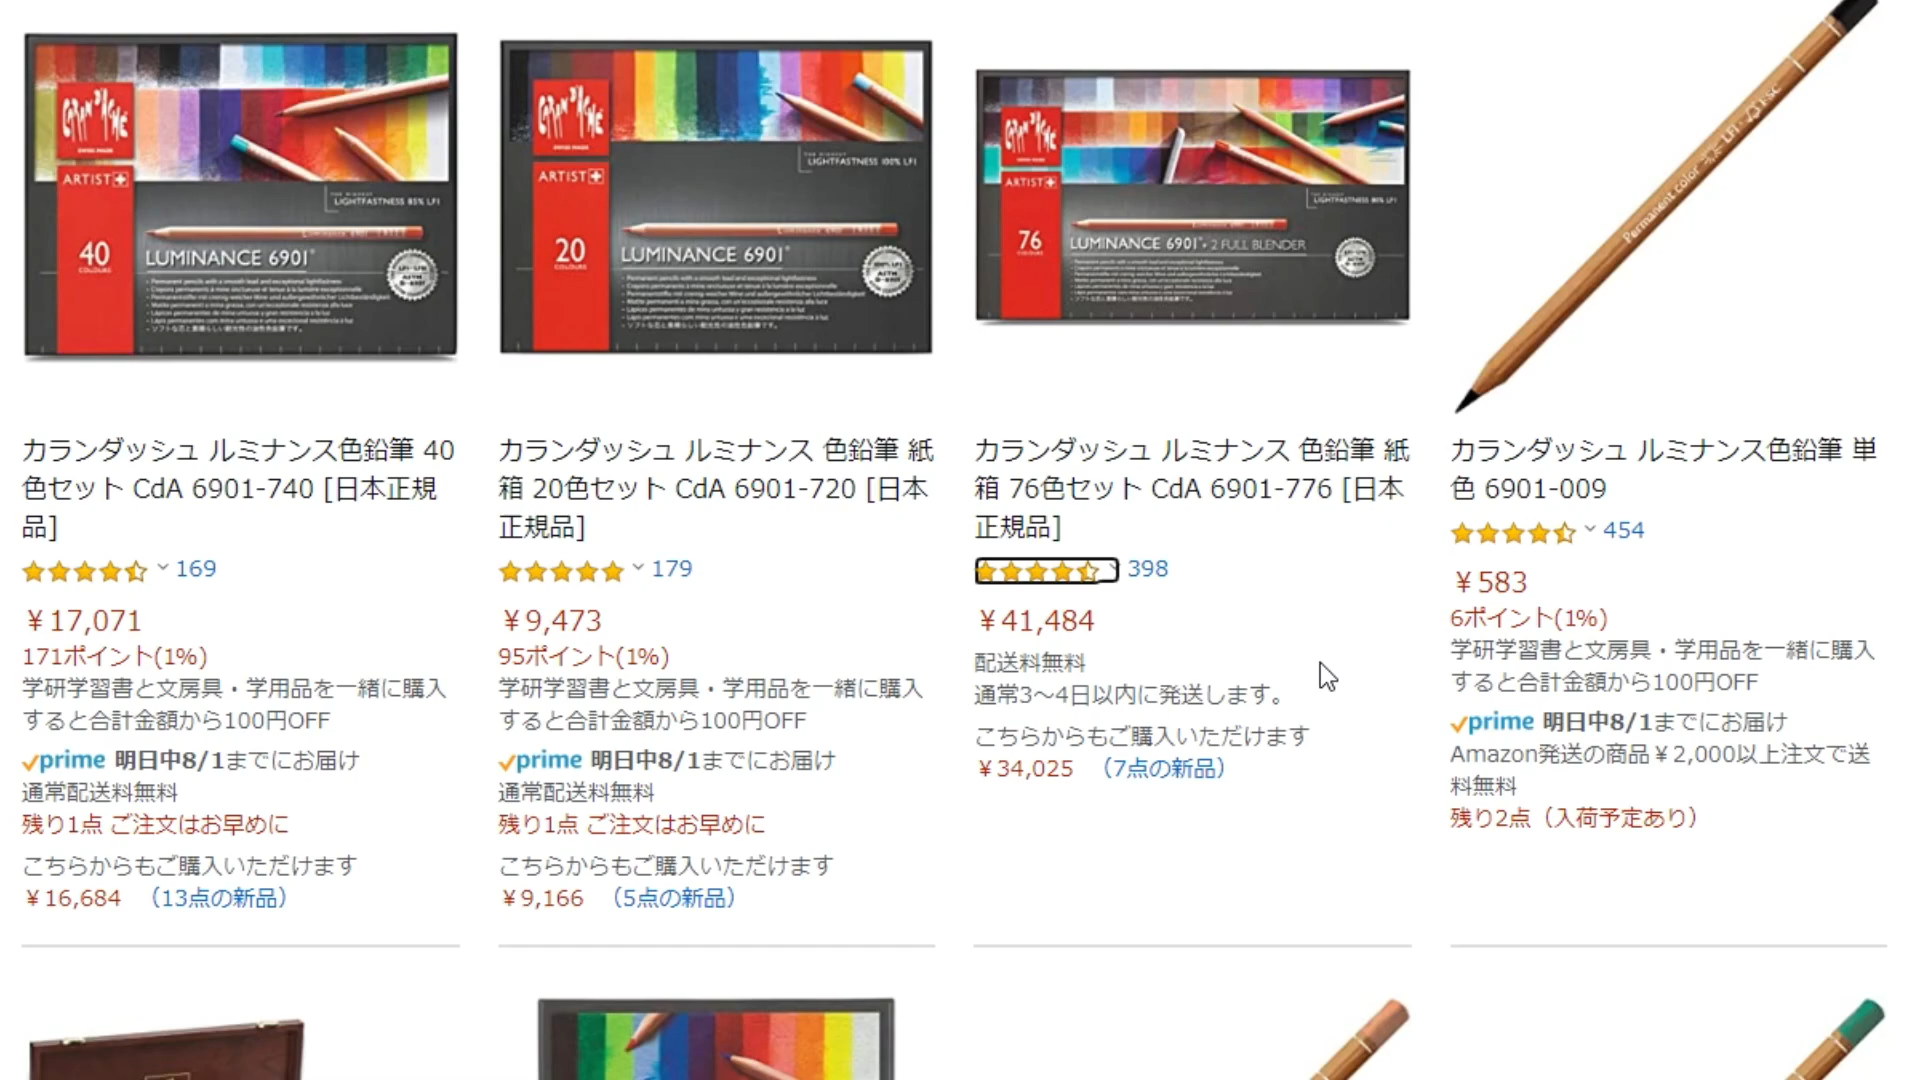 CARAN D'ACHE
SWISS MADE
ARTIST
LIGHTFASTNESS 85% LFI
40
COLOURS
LUMINANCE 6901®
CARAN D'ACHE
ARTIST
LIGHTFASTNESS 100% LFI
20
COLOURS
LUMINANCE 6901®
CARAN D'ACHE
ARTIST
LIGHTFASTNESS 80% LFI
76
COLOURS
LUMINANCE 6901® + 2 FULL BLENDER
Permanent color
LFI
FSC
カランダッシュ ルミナンス色鉛筆 40
色セット CdA 6901-740 [日本正規
品]
169
￥17,071
171ポイント(1%)
学研学習書と文房具・学用品を一緒に購入
すると合計金額から100円OFF
prime 明日中8/1までにお届け
通常配送料無料
残り1点 ご注文はお早めに
こちらからもご購入いただけます
￥16,684 （13点の新品）
カランダッシュ ルミナンス 色鉛筆 紙
箱 20色セット CdA 6901-720 [日本
正規品]
179
￥9,473
95ポイント(1%)
学研学習書と文房具・学用品を一緒に購入
すると合計金額から100円OFF
prime 明日中8/1までにお届け
通常配送料無料
残り1点 ご注文はお早めに
こちらからもご購入いただけます
￥9,166 （5点の新品）
カランダッシュ ルミナンス 色鉛筆 紙
箱 76色セット CdA 6901-776 [日本
正規品]
398
￥41,484
配送料無料
通常3～4日以内に発送します。
こちらからもご購入いただけます
￥34,025 （7点の新品）
カランダッシュ ルミナンス色鉛筆 単
色 6901-009
454
￥583
6ポイント(1%)
学研学習書と文房具・学用品を一緒に購入
すると合計金額から100円OFF
prime 明日中8/1までにお届け
Amazon発送の商品￥2,000以上注文で送
料無料
残り2点（入荷予定あり）